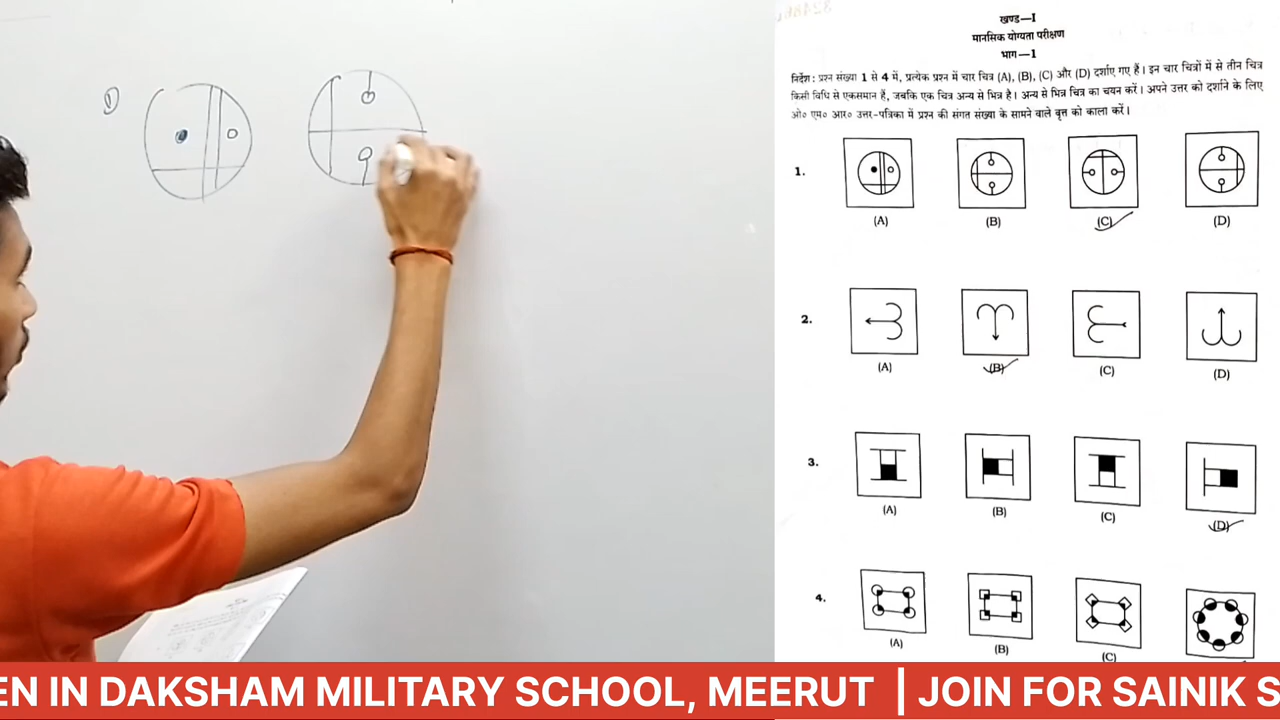 ①
खण्ड—I
मानसिक योग्यता परीक्षण
भाग—1
निर्देश : प्रश्न संख्या 1 से 4 में, प्रत्येक प्रश्न में चार चित्र (A), (B), (C) और (D) दर्शाए गए हैं। इन चार चित्रों में से तीन चित्र
किसी विधि से एकसमान हैं, जबकि एक चित्र अन्य से भिन्न है। अन्य से भिन्न चित्र का चयन करें। अपने उत्तर को दर्शाने के लिए
ओ० एम० आर० उत्तर-पत्रिका में प्रश्न की संगत संख्या के सामने वाले वृत्त को काला करें।
1.
(A) (B) (C) (D)
2.
(A) (B) (C) (D)
3.
(A) (B) (C) (D)
4.
(A) (B) (C)
EN IN DAKSHAM MILITARY SCHOOL, MEERUT | JOIN FOR SAINIK S